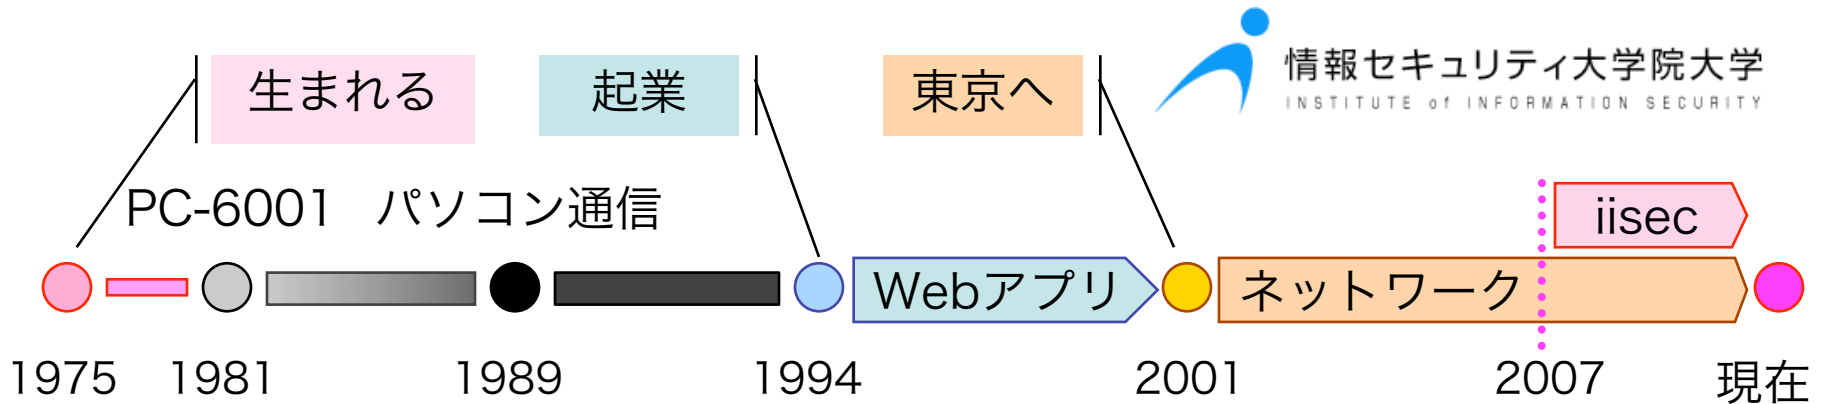 生まれる
起業
東京へ
情報セキュリティ大学院大学
INSTITUTE of INFORMATION SECURITY
PC-6001 パソコン通信
iisec
Webアプリ
ネットワーク
1975
1981
1989
1994
2001
2007
現在